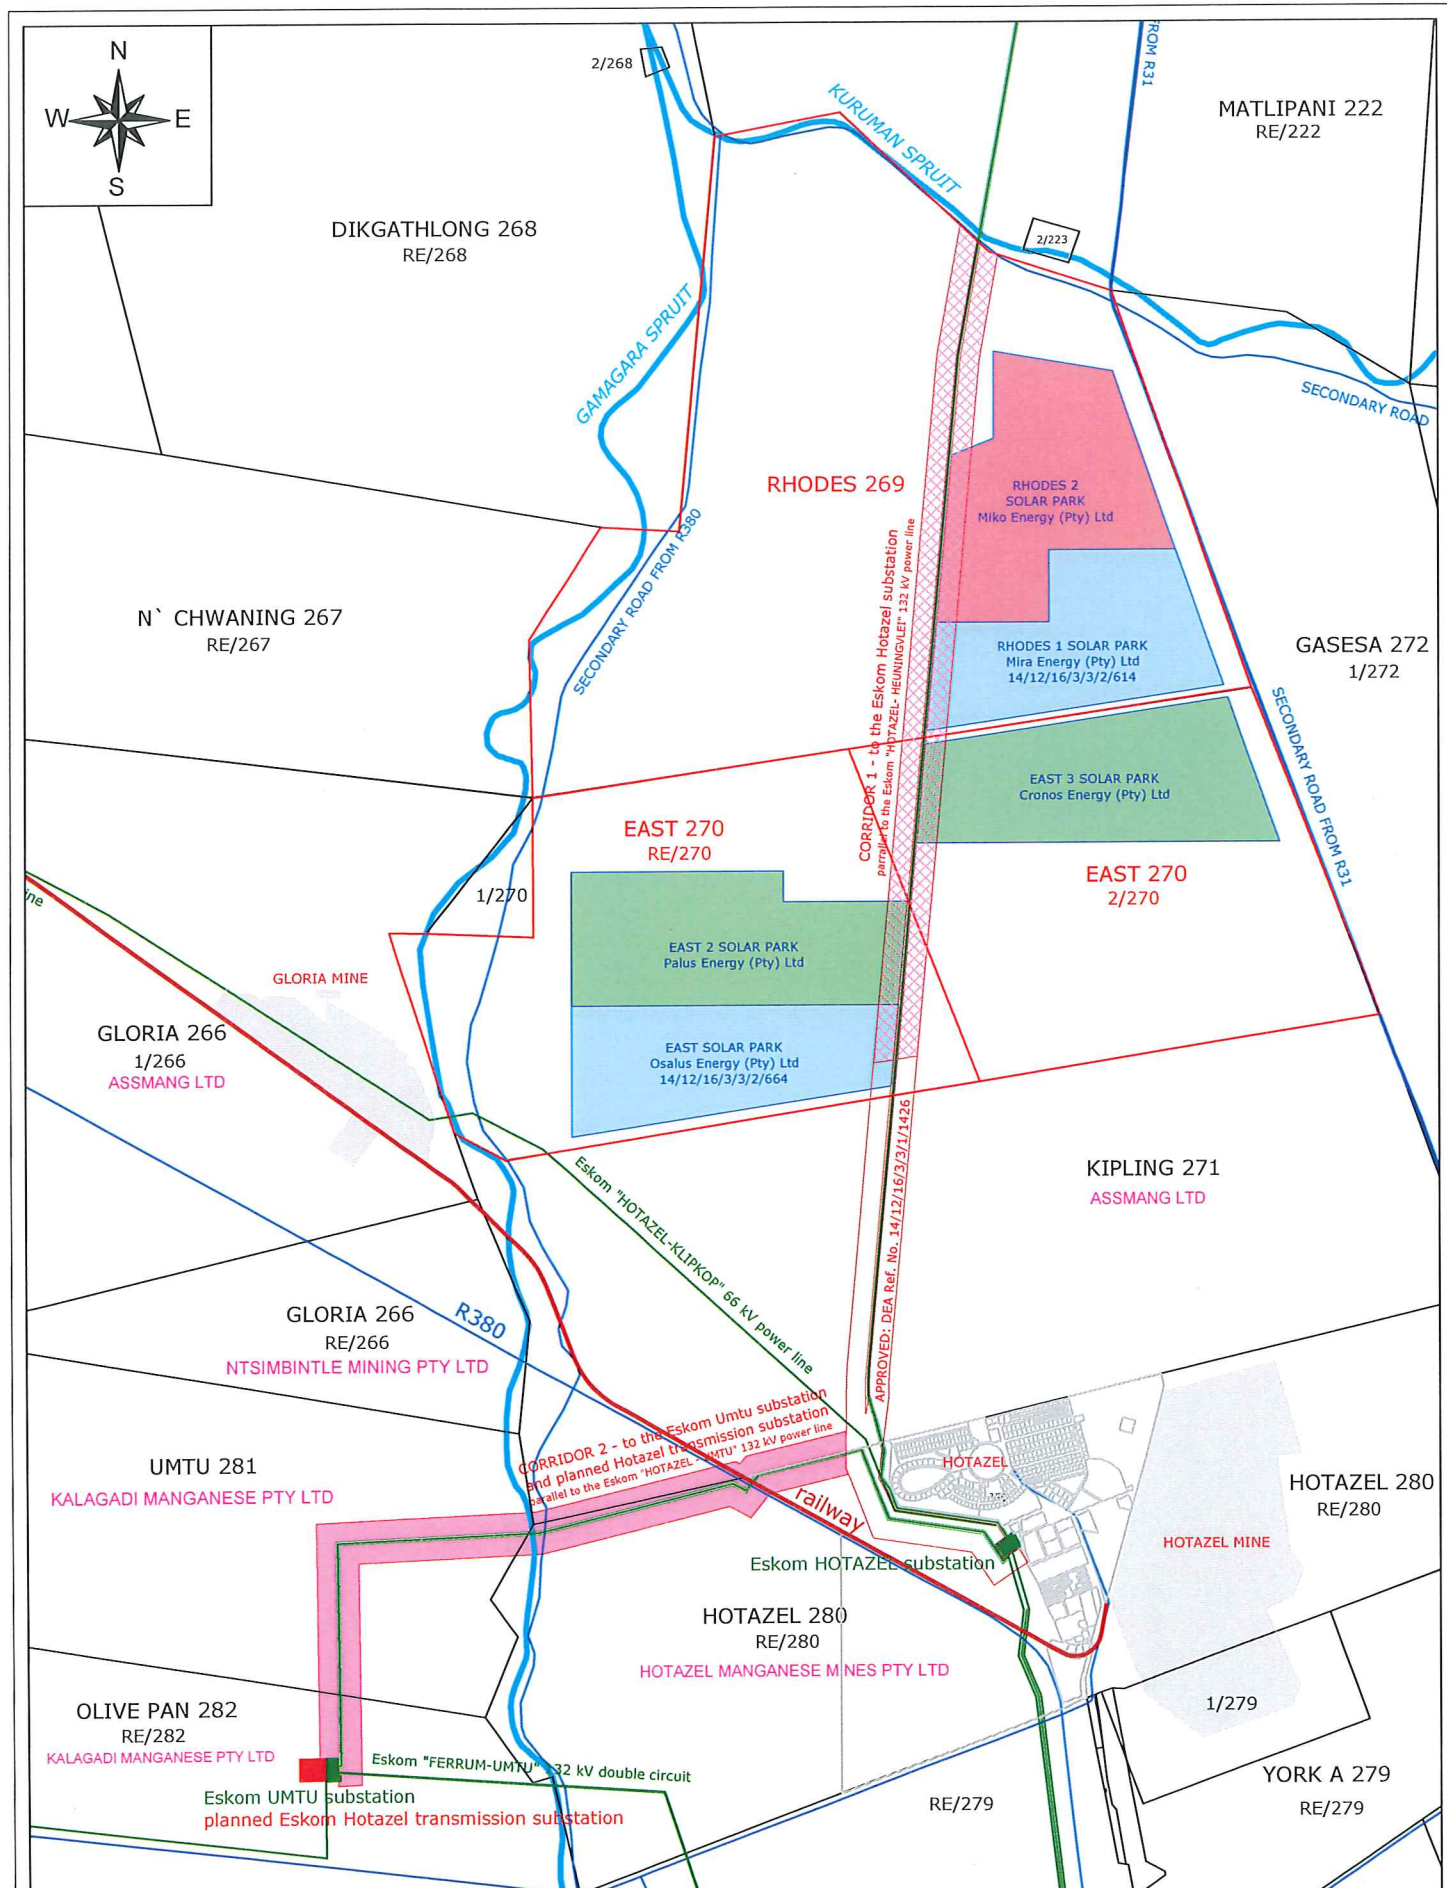 N
W
E
S
2/268
FROM R31
MATLIPANI 222
RE/222
KURUMAN SPRUIT
DIKGATHLONG 268
RE/268
2/223
GAMAGARA SPRUIT
SECONDARY ROAD
RHODES 269
RHODES 2
SOLAR PARK
Miko Energy (Pty) Ltd
SECONDARY ROAD FROM R380
CORRIDOR 1 - to the Eskom Hotazel substation
parrallel to the Eskom "HOTAZEL- HEUNINGVLEI" 132 kV power line
N` CHWANING 267
RE/267
RHODES 1 SOLAR PARK
Mira Energy (Pty) Ltd
14/12/16/3/3/2/614
GASESA 272
1/272
SECONDARY ROAD FROM R31
EAST 3 SOLAR PARK
Cronos Energy (Pty) Ltd
EAST 270
RE/270
EAST 270
2/270
1/270
ine
EAST 2 SOLAR PARK
Palus Energy (Pty) Ltd
GLORIA MINE
GLORIA 266
1/266
ASSMANG LTD
EAST SOLAR PARK
Osalus Energy (Pty) Ltd
14/12/16/3/3/2/664
APPROVED: DEA Ref. No. 14/12/16/3/3/1/1426
Eskom "HOTAZEL-KLIPKOP" 66 kV power line
KIPLING 271
ASSMANG LTD
GLORIA 266
RE/266
NTSIMBINTLE MINING PTY LTD
R380
CORRIDOR 2 - to the Eskom Umtu substation
and planned Hotazel transmission substation
parallel to the Eskom "HOTAZEL - UMTU" 132 kV power line
UMTU 281
KALAGADI MANGANESE PTY LTD
HOTAZEL
railway
HOTAZEL 280
RE/280
HOTAZEL MINE
Eskom HOTAZEL substation
HOTAZEL 280
RE/280
HOTAZEL MANGANESE MINES PTY LTD
OLIVE PAN 282
RE/282
KALAGADI MANGANESE PTY LTD
1/279
Eskom "FERRUM-UMTU" 132 kV double circuit
Eskom UMTU substation
planned Eskom Hotazel transmission substation
YORK A 279
RE/279
RE/279